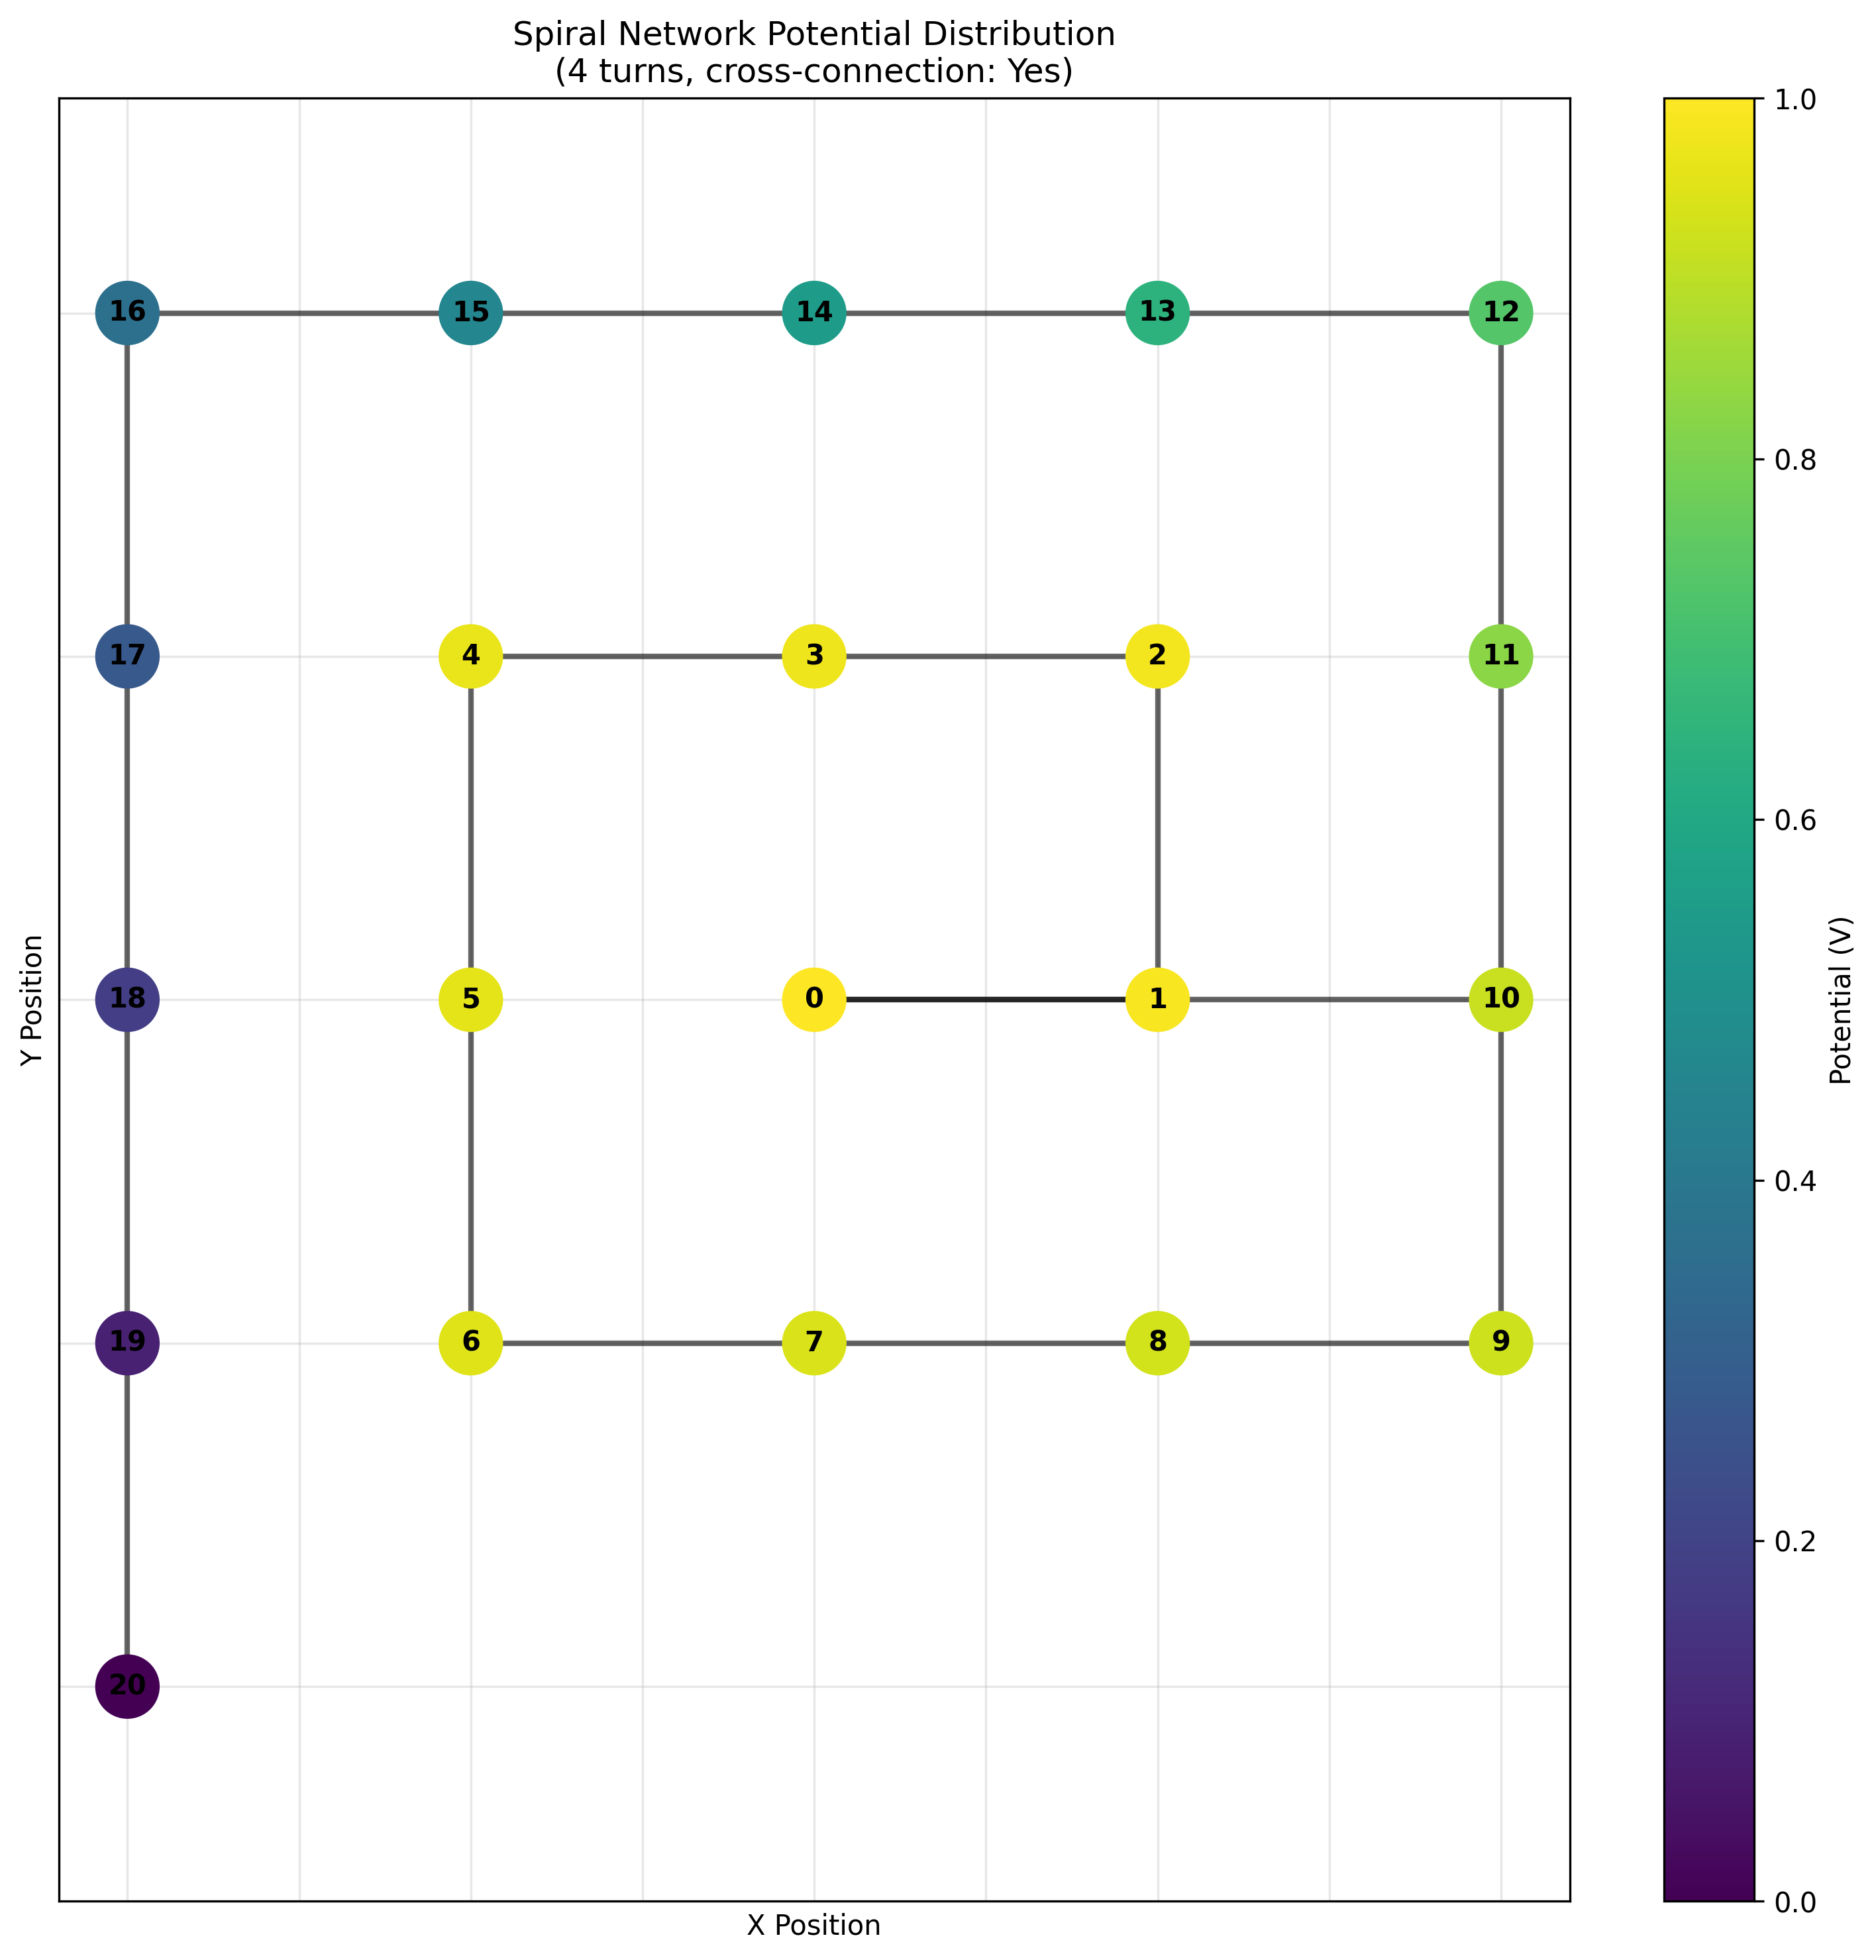 Spiral Network Potential Distribution
(4 turns, cross-connection: Yes)
16 15 14 13 12
17 4 3 2 11
18 5 0 1 10
19 6 7 8 9
20
Y Position
X Position
1.0
0.8
0.6
0.4
0.2
0.0
Potential (V)